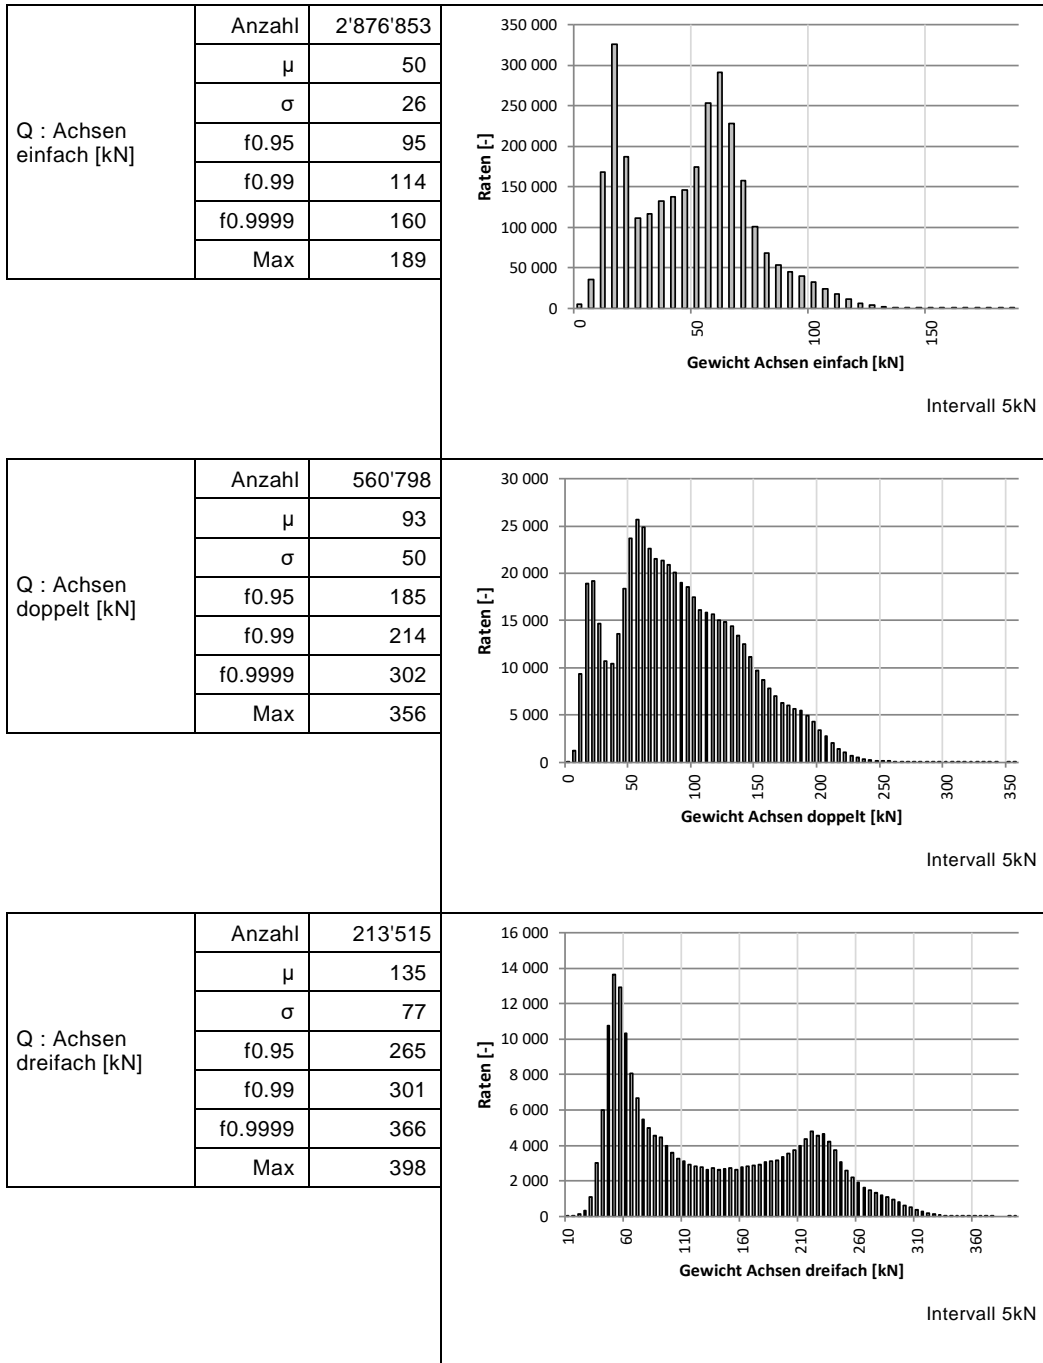 Q : Achsen
einfach [kN]
Anzahl 2'876'853
µ 50
σ 26
f0.95 95
f0.99 114
f0.9999 160
Max 189
350 000
300 000
250 000
200 000
150 000
100 000
50 000
0
Raten [-]
0 50 100 150
Gewicht Achsen einfach [kN]
Intervall 5kN
Q : Achsen
doppelt [kN]
Anzahl 560'798
µ 93
σ 50
f0.95 185
f0.99 214
f0.9999 302
Max 356
30 000
25 000
20 000
15 000
10 000
5 000
0
Raten [-]
0 50 100 150 200 250 300 350
Gewicht Achsen doppelt [kN]
Intervall 5kN
Q : Achsen
dreifach [kN]
Anzahl 213'515
µ 135
σ 77
f0.95 265
f0.99 301
f0.9999 366
Max 398
16 000
14 000
12 000
10 000
8 000
6 000
4 000
2 000
0
Raten [-]
10 60 110 160 210 260 310 360
Gewicht Achsen dreifach [kN]
Intervall 5kN